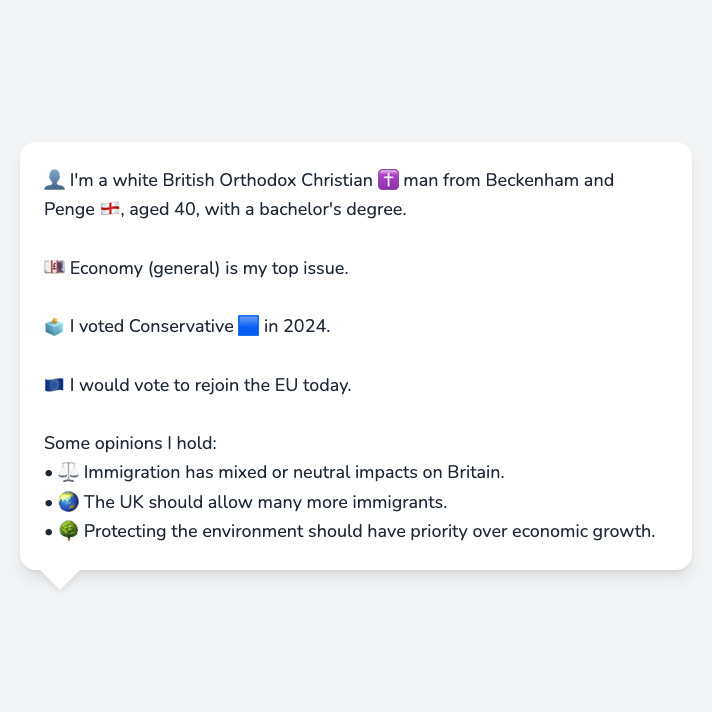 👤 I'm a white British Orthodox Christian ✝️ man from Beckenham and
Penge 🏴󠁧󠁢󠁥󠁮󠁧󠁿, aged 40, with a bachelor's degree.
💷 Economy (general) is my top issue.
🗳️ I voted Conservative 🟦 in 2024.
🇪🇺 I would vote to rejoin the EU today.
Some opinions I hold:
• ⚖️ Immigration has mixed or neutral impacts on Britain.
• 🌏 The UK should allow many more immigrants.
• 🌳 Protecting the environment should have priority over economic growth.